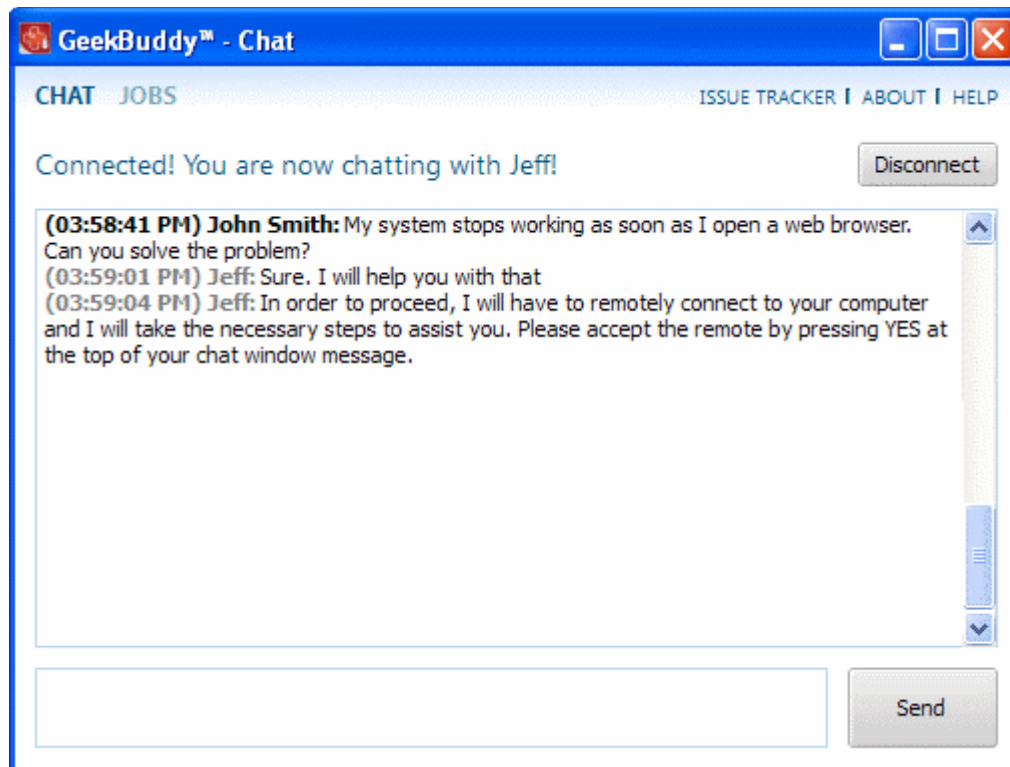 GeekBuddy™ - Chat
CHAT JOBS
ISSUE TRACKER | ABOUT | HELP
Connected! You are now chatting with Jeff!
Disconnect
(03:58:41 PM) John Smith: My system stops working as soon as I open a web browser.
Can you solve the problem?
(03:59:01 PM) Jeff: Sure. I will help you with that
(03:59:04 PM) Jeff: In order to proceed, I will have to remotely connect to your computer
and I will take the necessary steps to assist you. Please accept the remote by pressing YES at
the top of your chat window message.
Send